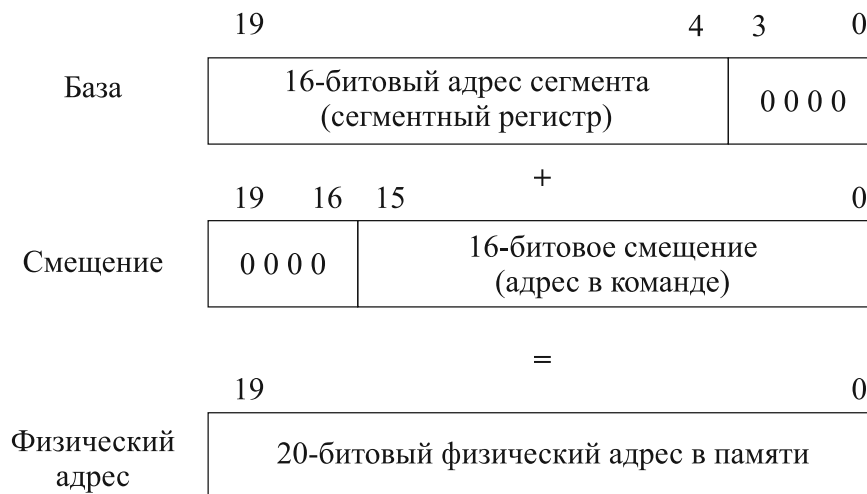 19 4 3 0
База
16-битовый адрес сегмента
(сегментный регистр)
0 0 0 0
+
19 16 15 0
Смещение
0 0 0 0
16-битовое смещение
(адрес в команде)
=
19 0
Физический
адрес
20-битовый физический адрес в памяти